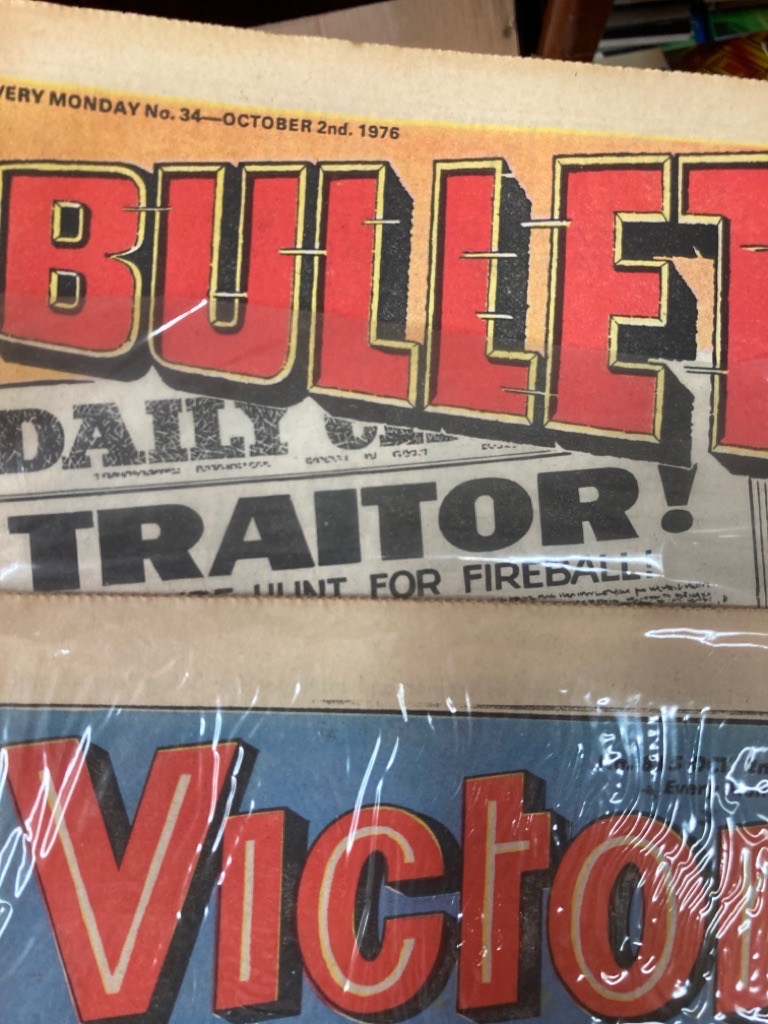 VERY MONDAY No. 34—OCTOBER 2nd. 1976
BULLET
DAILY
TRAITOR!
HUNT FOR FIREBALL!
Victor